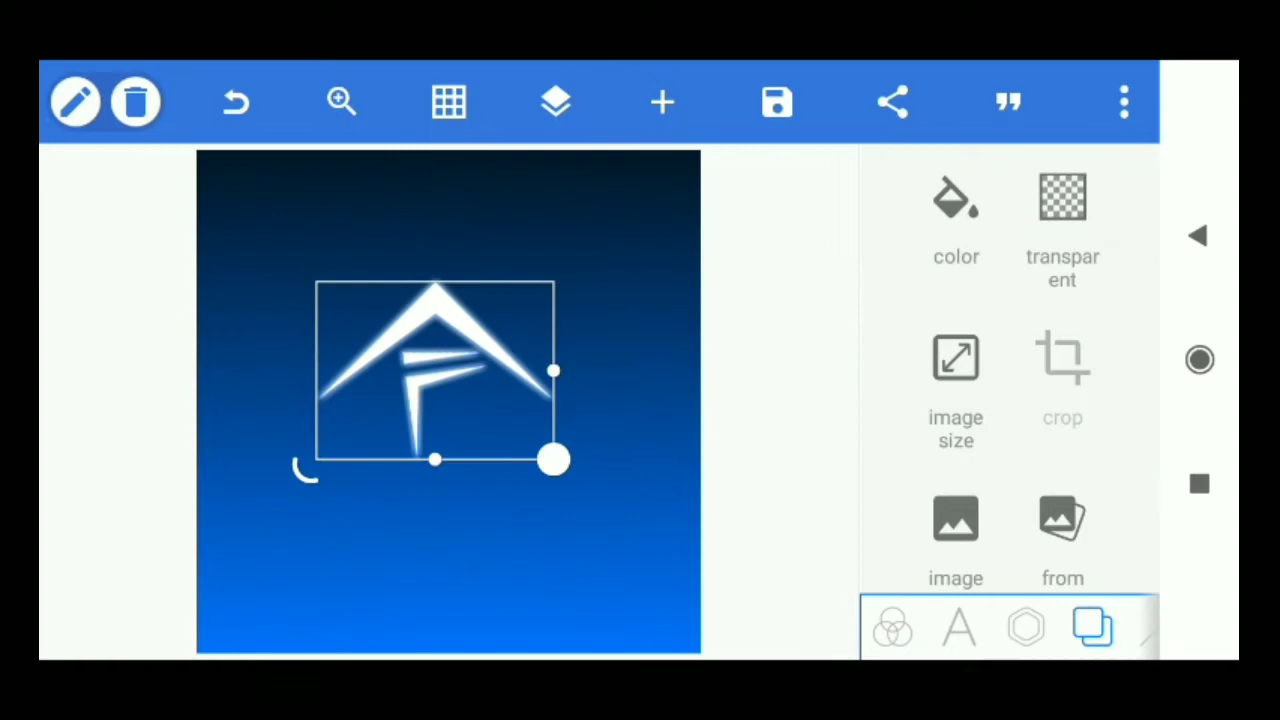 color
transpar
ent
image
size
crop
image
from